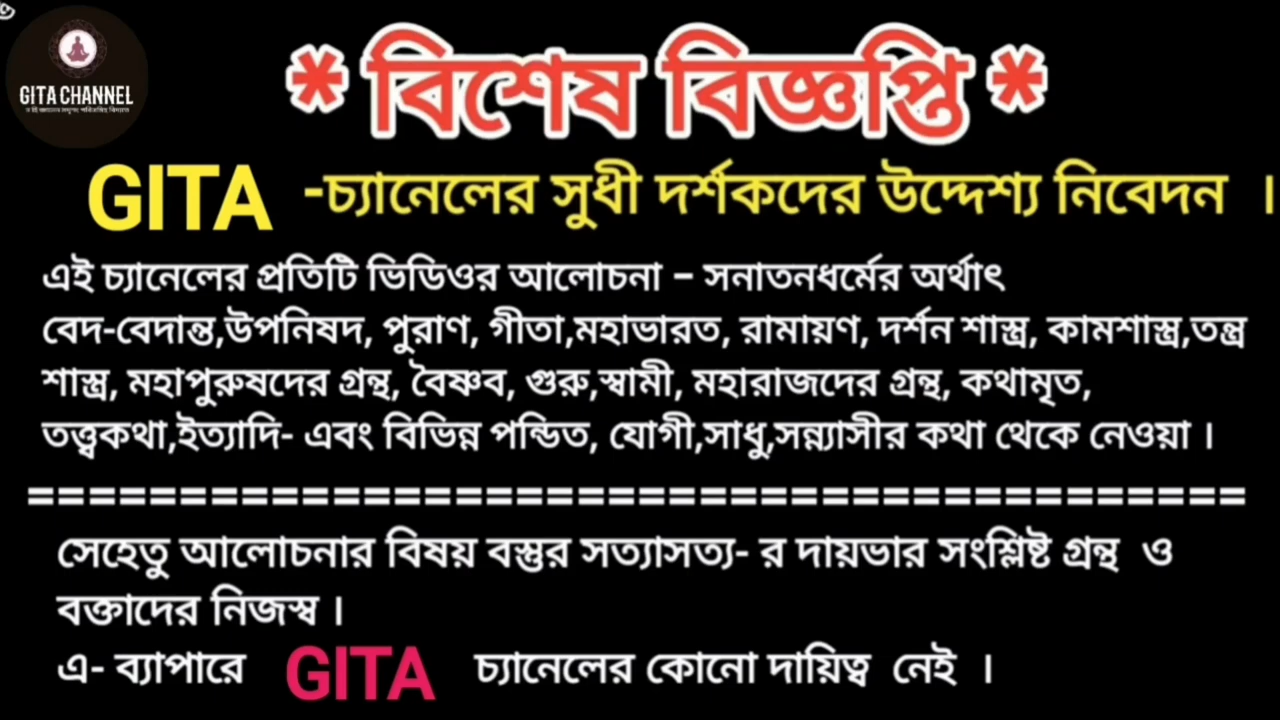 GITA CHANNEL
* বিশেষ বিজ্ঞপ্তি *
GITA -চ্যানেলের সুধী দর্শকদের উদ্দেশ্য নিবেদন ।
এই চ্যানেলের প্রতিটি ভিডিওর আলোচনা – সনাতনধর্মের অর্থাৎ
বেদ-বেদান্ত,উপনিষদ, পুরাণ, গীতা,মহাভারত, রামায়ণ, দর্শন শাস্ত্র, কামশাস্ত্র,তন্ত্র
শাস্ত্র, মহাপুরুষদের গ্রন্থ, বৈষ্ণব, গুরু,স্বামী, মহারাজদের গ্রন্থ, কথামৃত,
তত্ত্বকথা,ইত্যাদি- এবং বিভিন্ন পন্ডিত, যোগী,সাধু,সন্ন্যাসীর কথা থেকে নেওয়া ।
========================================
সেহেতু আলোচনার বিষয় বস্তুর সত্যাসত্য- র দায়ভার সংশ্লিষ্ট গ্রন্থ ও
বক্তাদের নিজস্ব ।
এ- ব্যাপারে GITA চ্যানেলের কোনো দায়িত্ব নেই ।